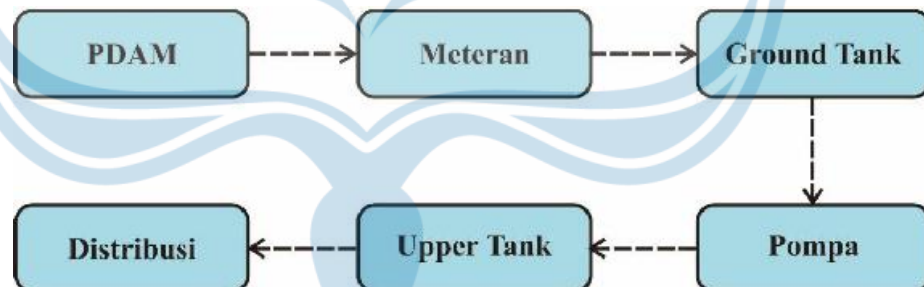 PDAM
Meteran
Ground Tank
Pompa
Upper Tank
Distribusi